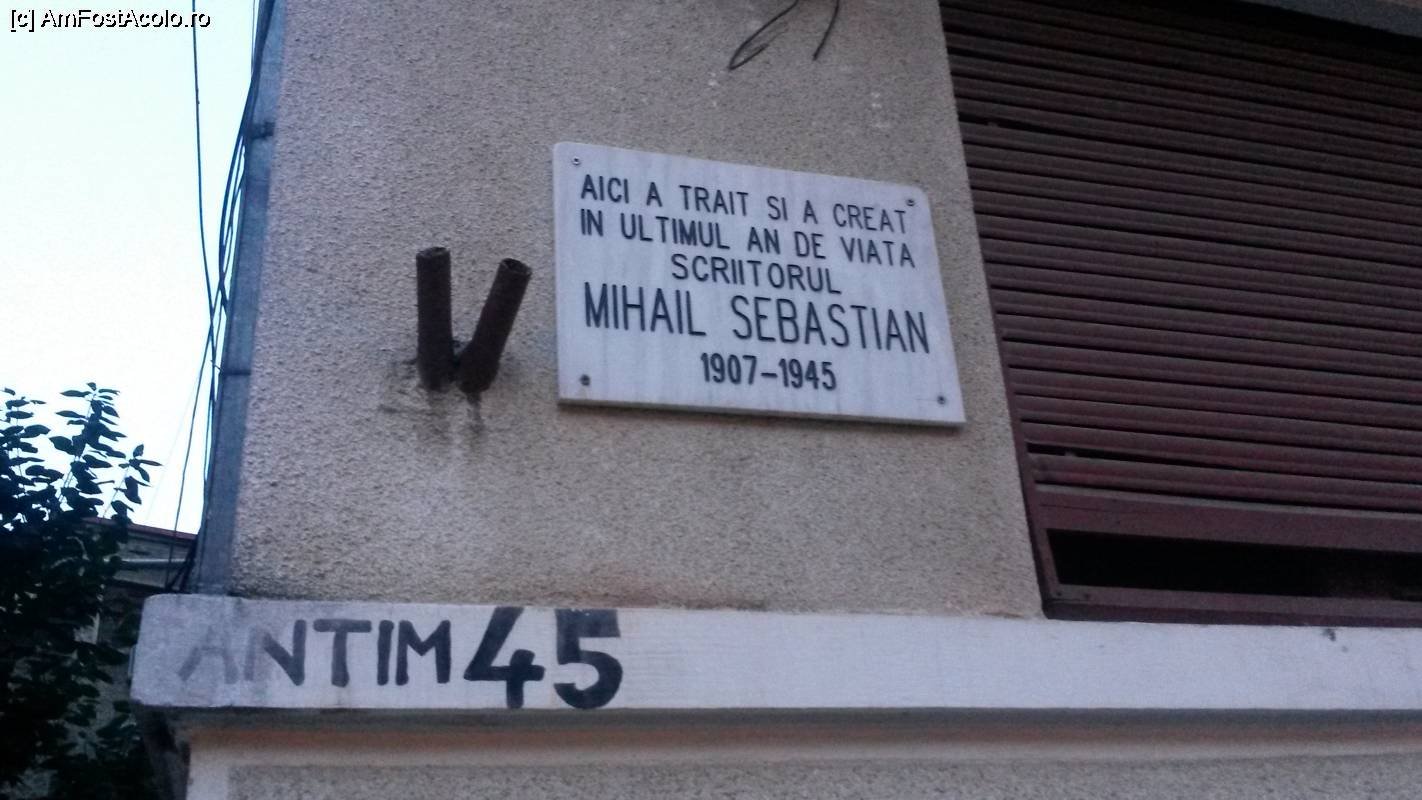 [c] AmFostAcolo.ro
AICI A TRAIT SI A CREAT
IN ULTIMUL AN DE VIATA
SCRIITORUL
MIHAIL SEBASTIAN
1907-1945
ANTIM 45